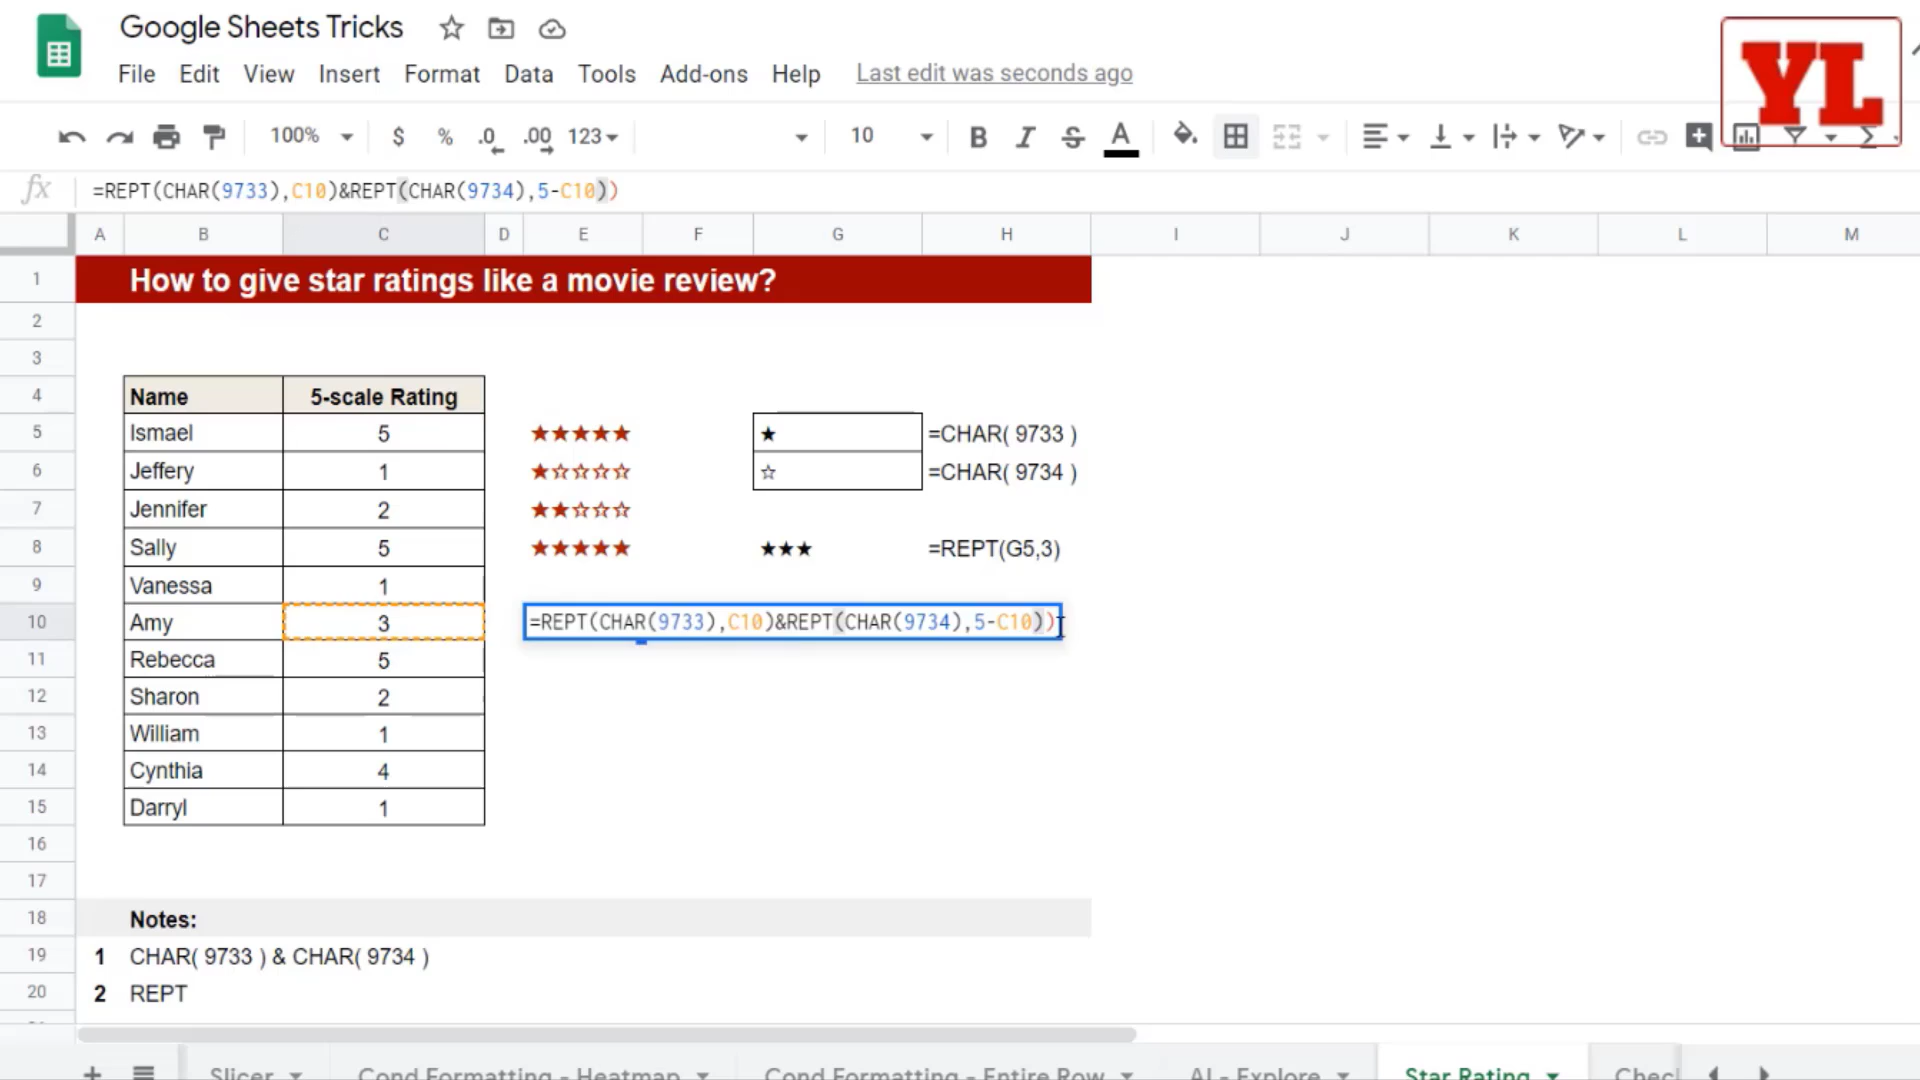 Google Sheets Tricks
File Edit View Insert Format Data Tools Add-ons Help Last edit was seconds ago
YL
100% $ % .0 .00 123 10 B I S A
fx =REPT(CHAR(9733),C10)&REPT(CHAR(9734),5-C10))
A B C D E F G H I J K L M
1 How to give star ratings like a movie review?
2
3
4 Name 5-scale Rating
5 Ismael 5 ★★★★★ ★ =CHAR( 9733 )
6 Jeffery 1 ★☆☆☆☆ ☆ =CHAR( 9734 )
7 Jennifer 2 ★★☆☆☆
8 Sally 5 ★★★★★ ★★★ =REPT(G5,3)
9 Vanessa 1
10 Amy 3 =REPT(CHAR(9733),C10)&REPT(CHAR(9734),5-C10))
11 Rebecca 5
12 Sharon 2
13 William 1
14 Cynthia 4
15 Darryl 1
16
17
18 Notes:
19 1 CHAR( 9733 ) & CHAR( 9734 )
20 2 REPT
Slicer Cond Formatting - Heatmap Cond Formatting - Entire Row AI - Explore Star Rating